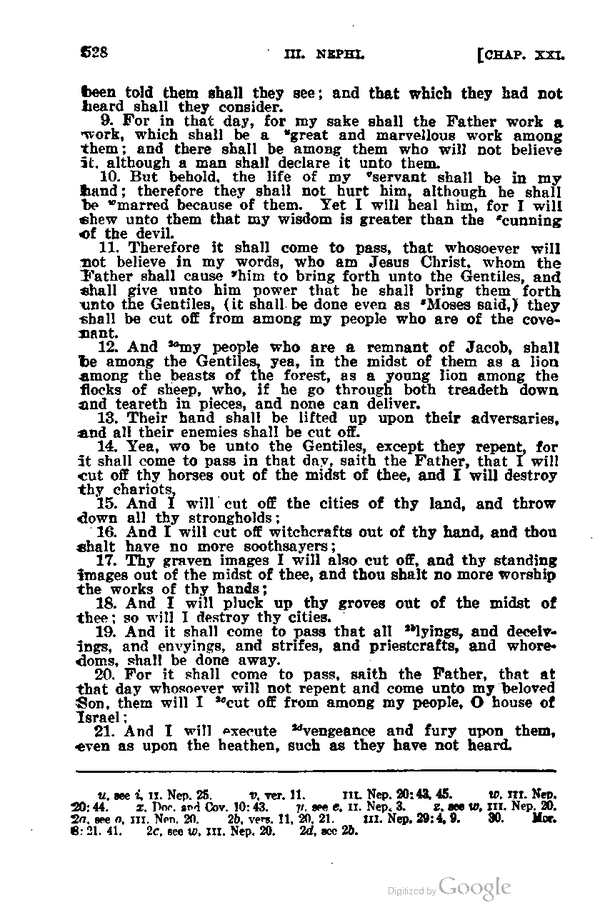 528 III. NEPHI. [CHAP. XXI.
been told them shall they see; and that which they had not
heard shall they consider.
9. For in that day, for my sake shall the Father work a
work, which shall be a ᵘgreat and marvellous work among
them; and there shall be among them who will not believe
it, although a man shall declare it unto them.
10. But behold, the life of my ᵛservant shall be in my
hand; therefore they shall not hurt him, although he shall
be ʷmarred because of them. Yet I will heal him, for I will
shew unto them that my wisdom is greater than the ˣcunning
of the devil.
11. Therefore it shall come to pass, that whosoever will
not believe in my words, who am Jesus Christ, whom the
Father shall cause ʸhim to bring forth unto the Gentiles, and
shall give unto him power that he shall bring them forth
unto the Gentiles, (it shall be done even as ᶻMoses said,) they
shall be cut off from among my people who are of the cove-
nant.
12. And ²ᵃmy people who are a remnant of Jacob, shall
be among the Gentiles, yea, in the midst of them as a lion
among the beasts of the forest, as a young lion among the
flocks of sheep, who, if he go through both treadeth down
and teareth in pieces, and none can deliver.
13. Their hand shall be lifted up upon their adversaries,
and all their enemies shall be cut off.
14. Yea, wo be unto the Gentiles, except they repent, for
it shall come to pass in that day, saith the Father, that I will
cut off thy horses out of the midst of thee, and I will destroy
thy chariots,
15. And I will cut off the cities of thy land, and throw
down all thy strongholds;
16. And I will cut off witchcrafts out of thy hand, and thou
shalt have no more soothsayers;
17. Thy graven images I will also cut off, and thy standing
images out of the midst of thee, and thou shalt no more worship
the works of thy hands;
18. And I will pluck up thy groves out of the midst of
thee; so will I destroy thy cities.
19. And it shall come to pass that all ²ᵇlyings, and deceiv-
ings, and envyings, and strifes, and priestcrafts, and whore-
doms, shall be done away.
20. For it shall come to pass, saith the Father, that at
that day whosoever will not repent and come unto my beloved
Son, them will I ²ᶜcut off from among my people, O house of
Israel;
21. And I will execute ²ᵈvengeance and fury upon them,
even as upon the heathen, such as they have not heard.
u, see i, II. Nep. 25. v, ver. 11. III. Nep. 20:43, 45. w, III. Nep.
20:44. x, Doc. and Cov. 10:43. y, see e, II. Nep. 3. z, see w, III. Nep. 20.
2a, see o, III. Nep. 20. 2b, vers. 11, 20, 21. III. Nep. 29:4, 9. 30. Mor.
8:21. 41. 2c, see w, III. Nep. 20. 2d, see 2b.
Digitized by Google